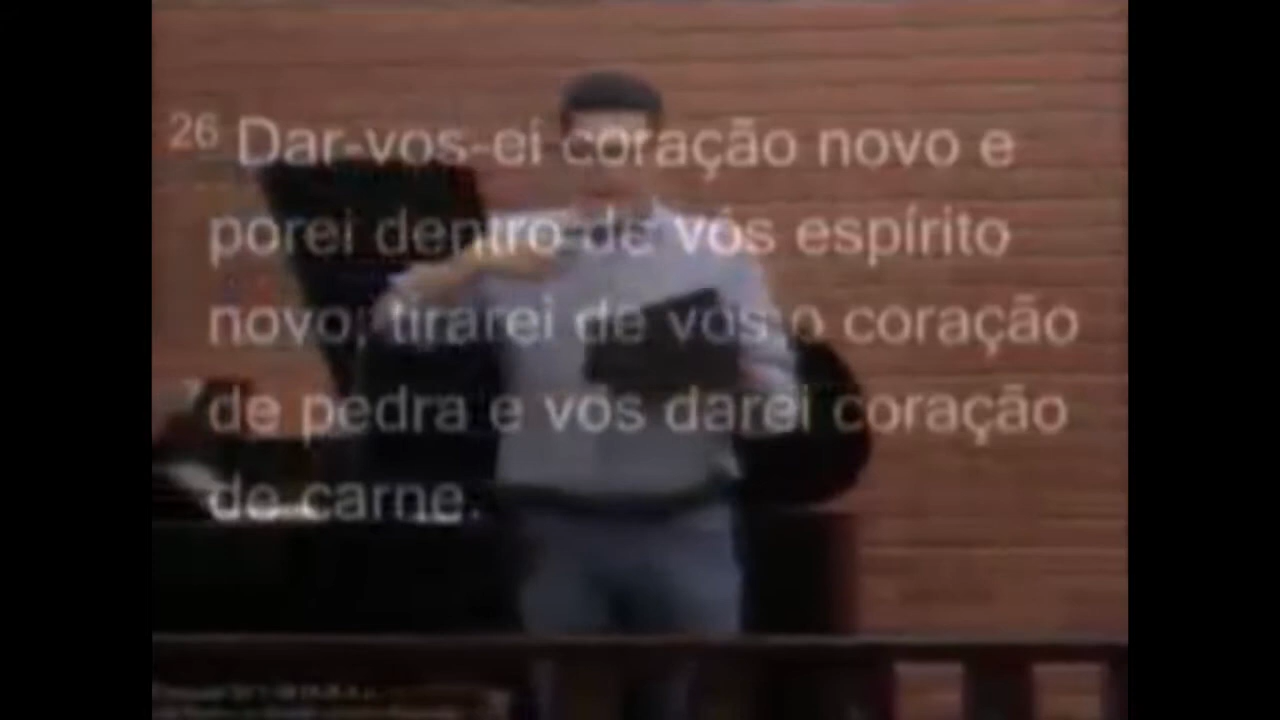 26 Dar-vos-ei coração novo e
porei dentro de vós espírito
novo; tirarei de vós o coração
de pedra e vos darei coração
de carne.